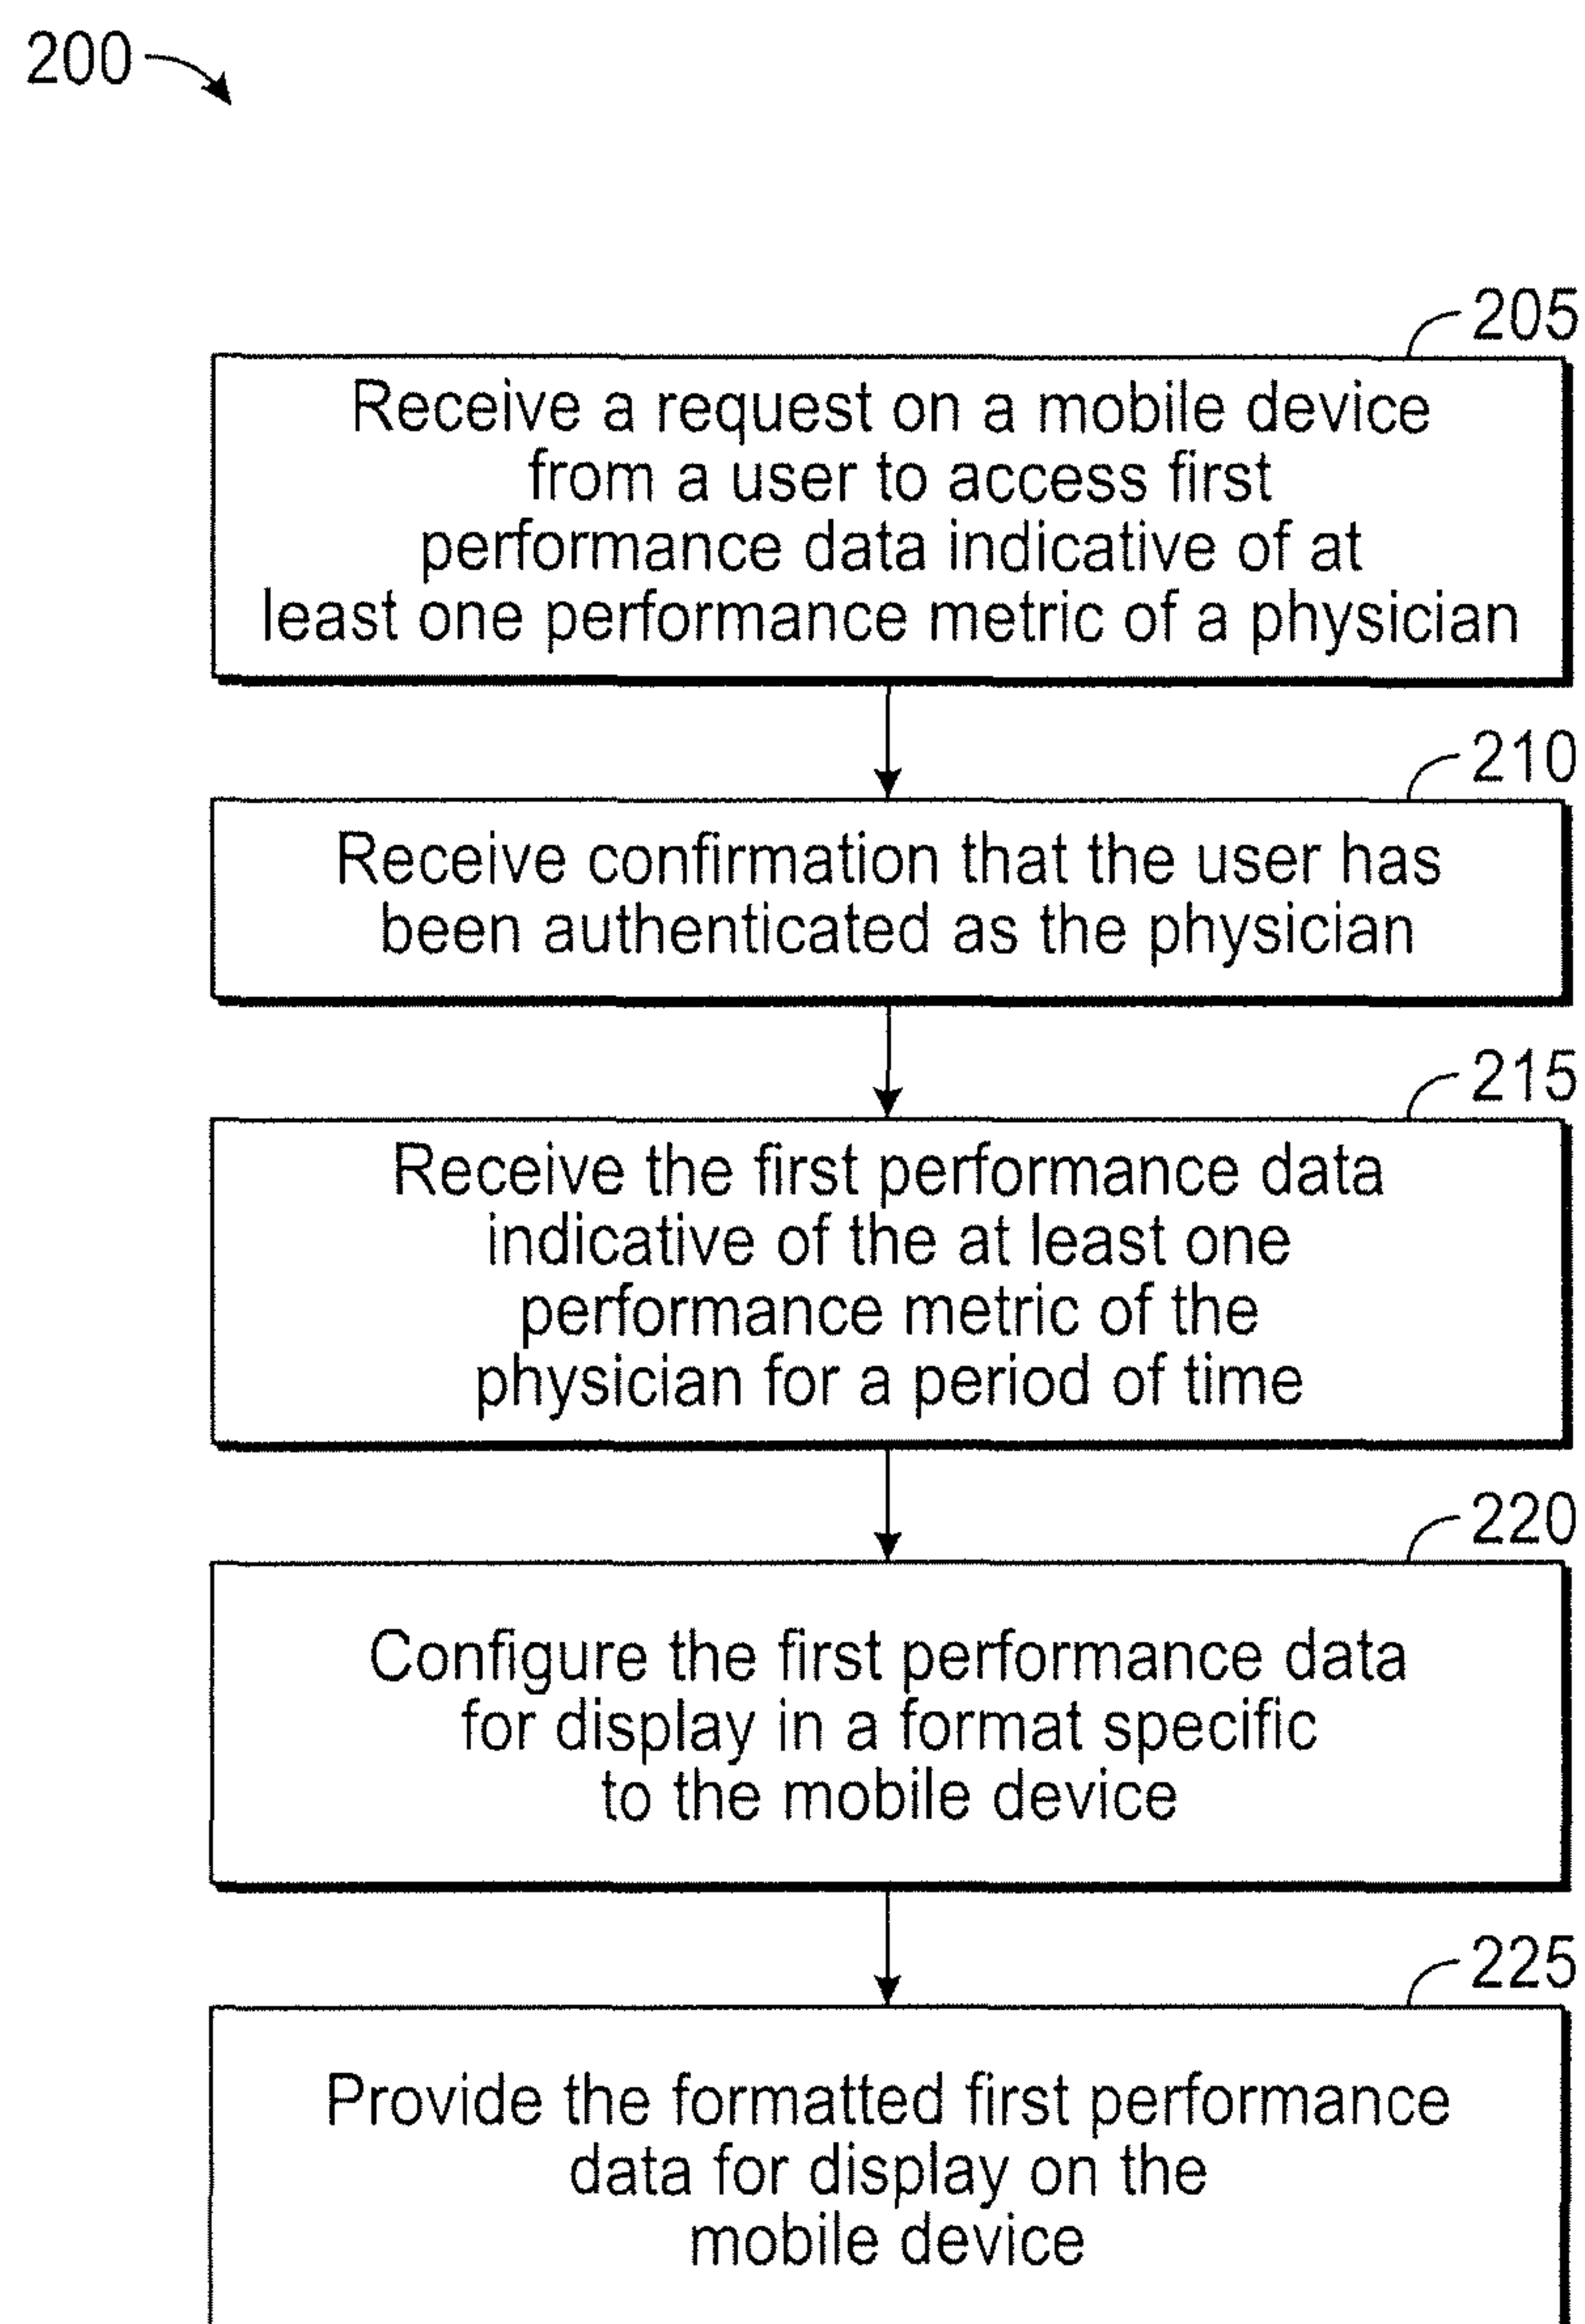 200
205
Receive a request on a mobile device
from a user to access first
performance data indicative of at
least one performance metric of a physician
210
Receive confirmation that the user has
been authenticated as the physician
215
Receive the first performance data
indicative of the at least one
performance metric of the
physician for a period of time
220
Configure the first performance data
for display in a format specific
to the mobile device
225
Provide the formatted first performance
data for display on the
mobile device